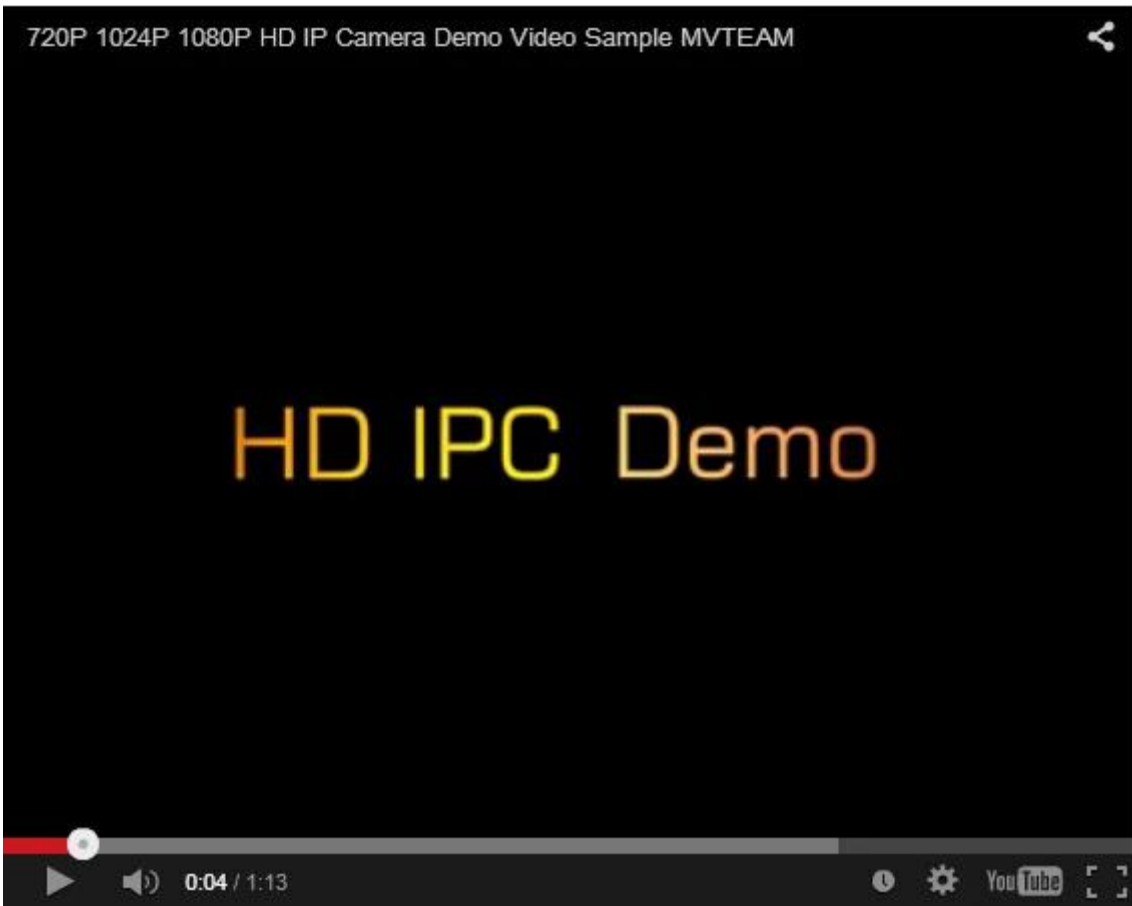 720P 1024P 1080P HD IP Camera Demo Video Sample MVTEAM
HD IPC Demo
0:04 / 1:13
YouTube